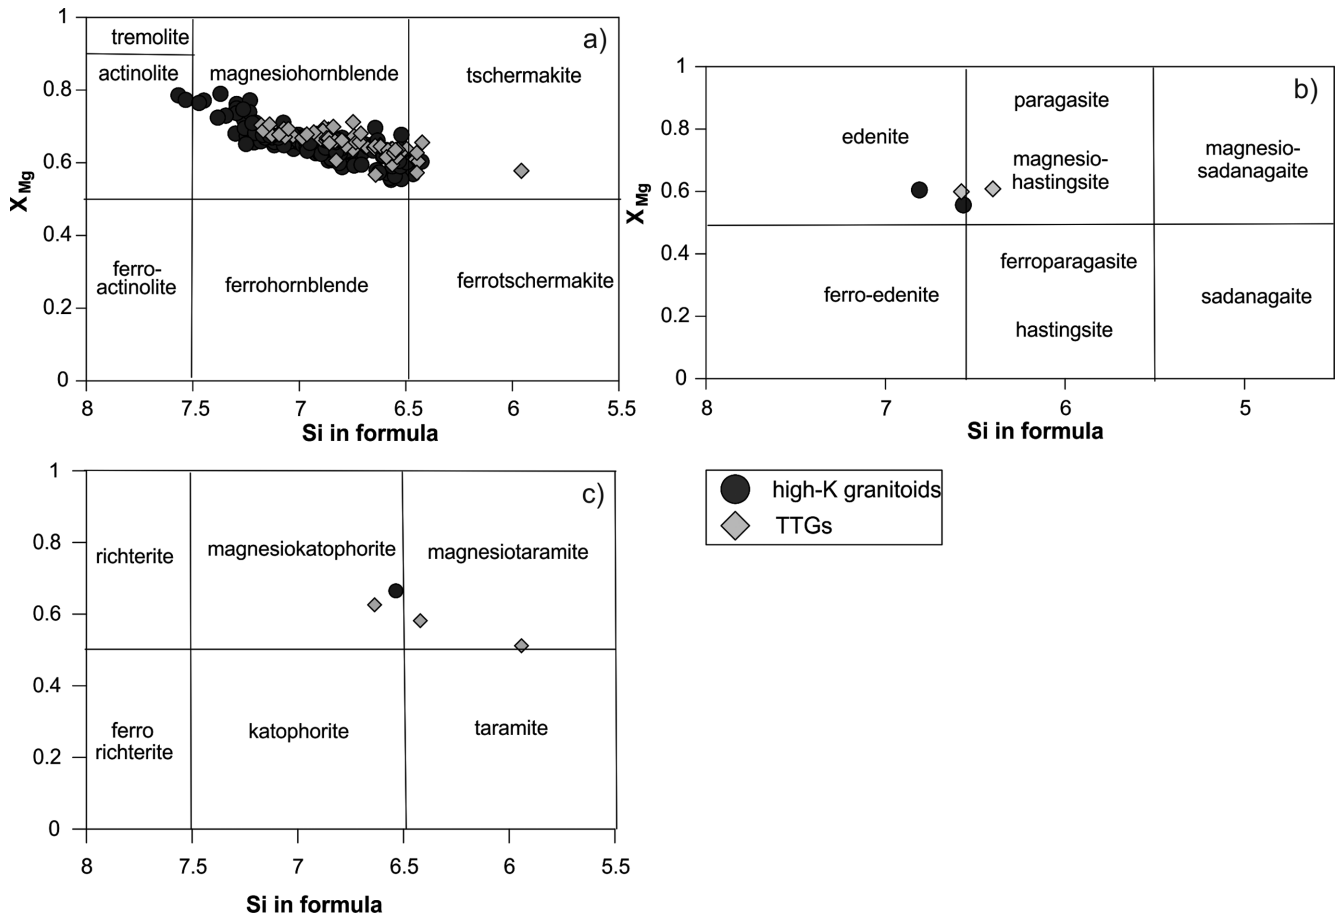 a)
1
0.8
0.6
0.4
0.2
0
X Mg
tremolite
actinolite
magnesiohornblende
tschermakite
ferro-
actinolite
ferrohornblende
ferrotschermakite
8
7.5
7
6.5
6
5.5
Si in formula
b)
1
0.8
0.6
0.4
0.2
0
X Mg
edenite
paragasite
magnesio-
hastingsite
magnesio-
sadanagaite
ferro-edenite
ferroparagasite
hastingsite
sadanagaite
8
7
6
5
Si in formula
c)
1
0.8
0.6
0.4
0.2
0
richterite
magnesiokatophorite
magnesiotaramite
ferro
richterite
katophorite
taramite
8
7.5
7
6.5
6
5.5
Si in formula
high-K granitoids
TTGs